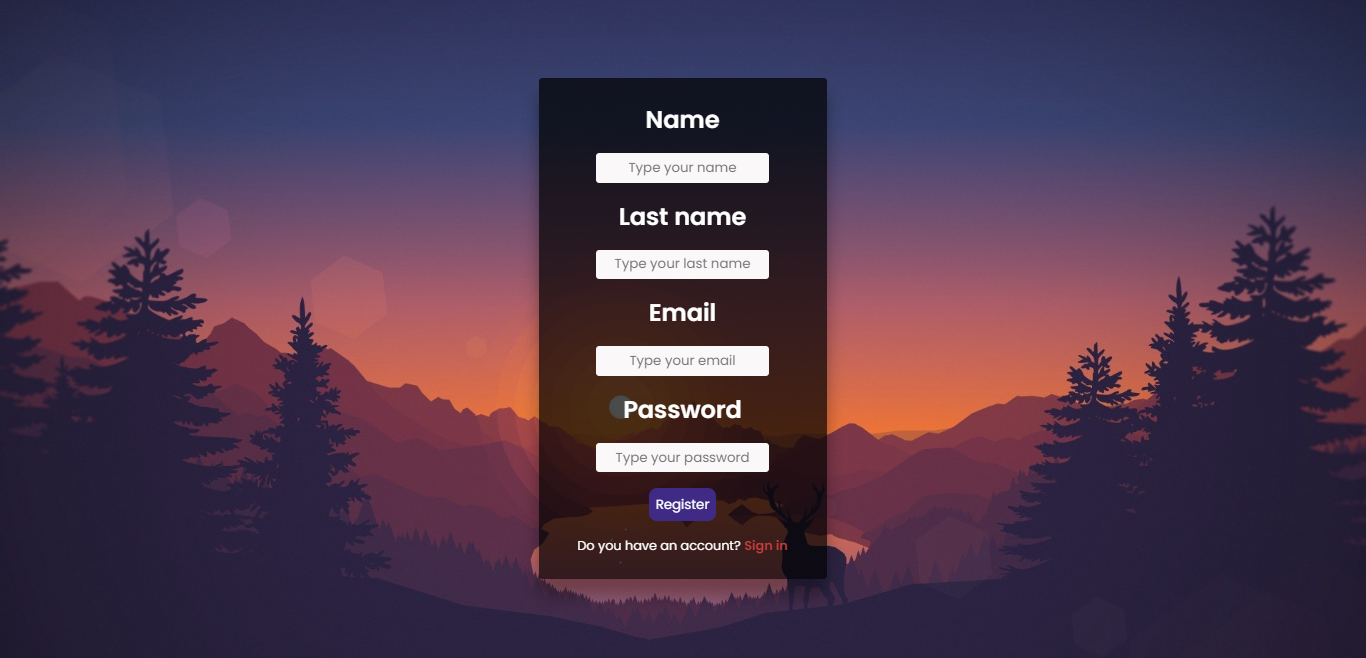 Name
Type your name
Last name
Type your last name
Email
Type your email
Password
Type your password
Register
Do you have an account? Sign in